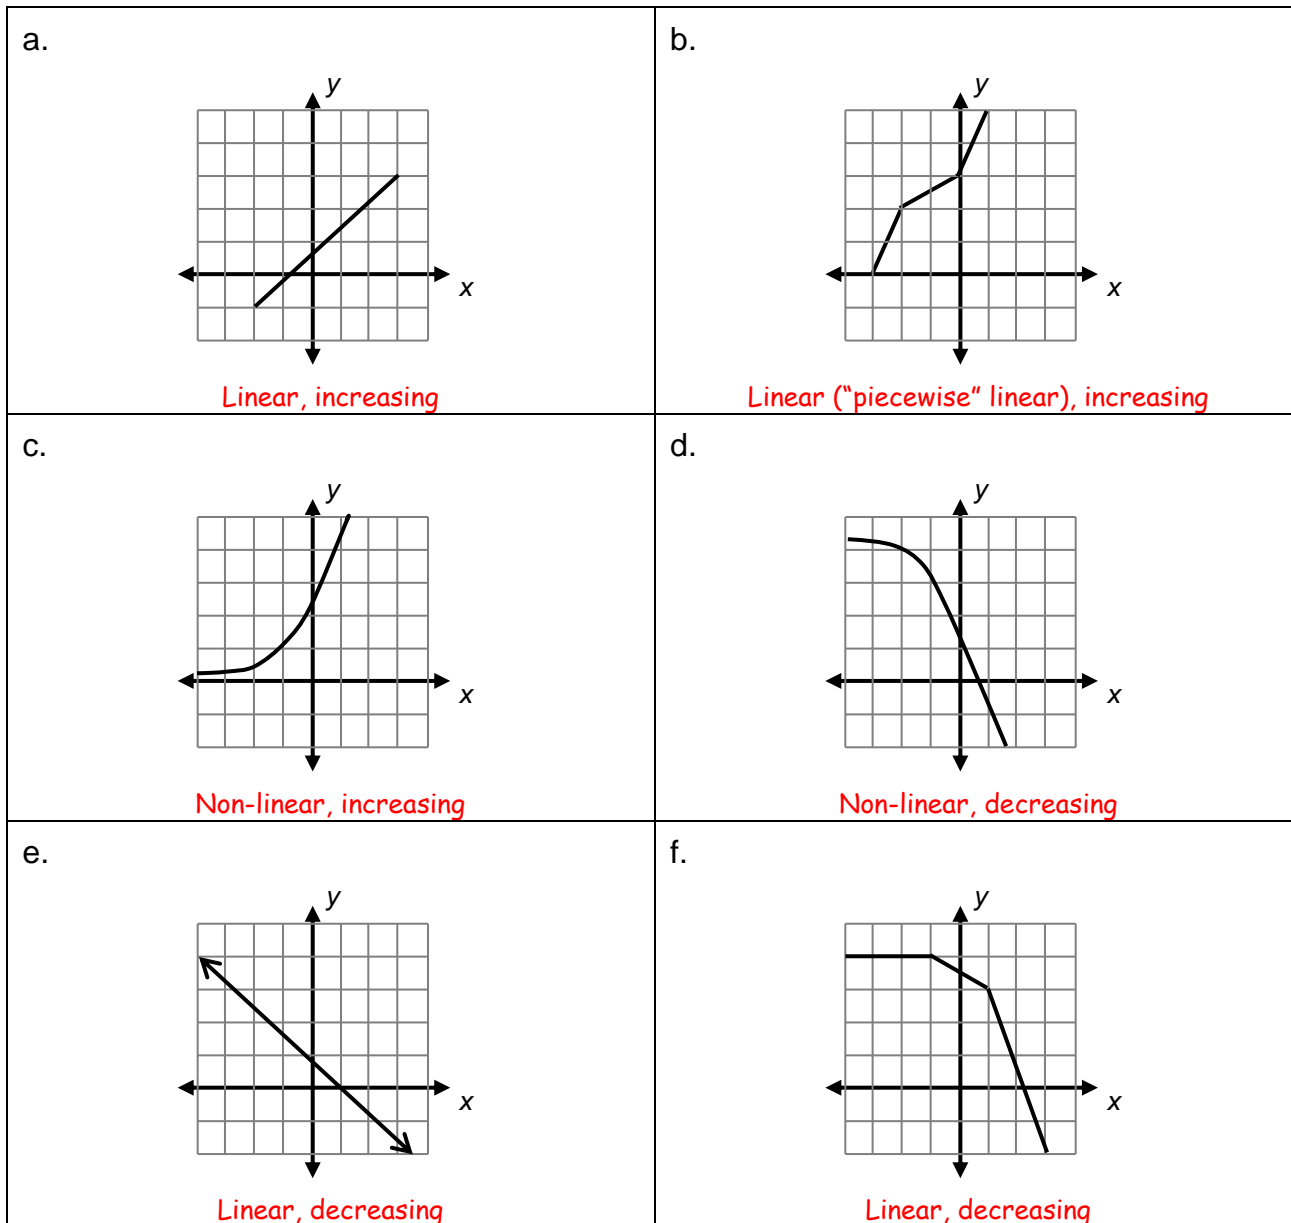 a.
y
x
Linear, increasing
b.
y
x
Linear (“piecewise” linear), increasing
c.
y
x
Non-linear, increasing
d.
y
x
Non-linear, decreasing
e.
y
x
Linear, decreasing
f.
y
x
Linear, decreasing